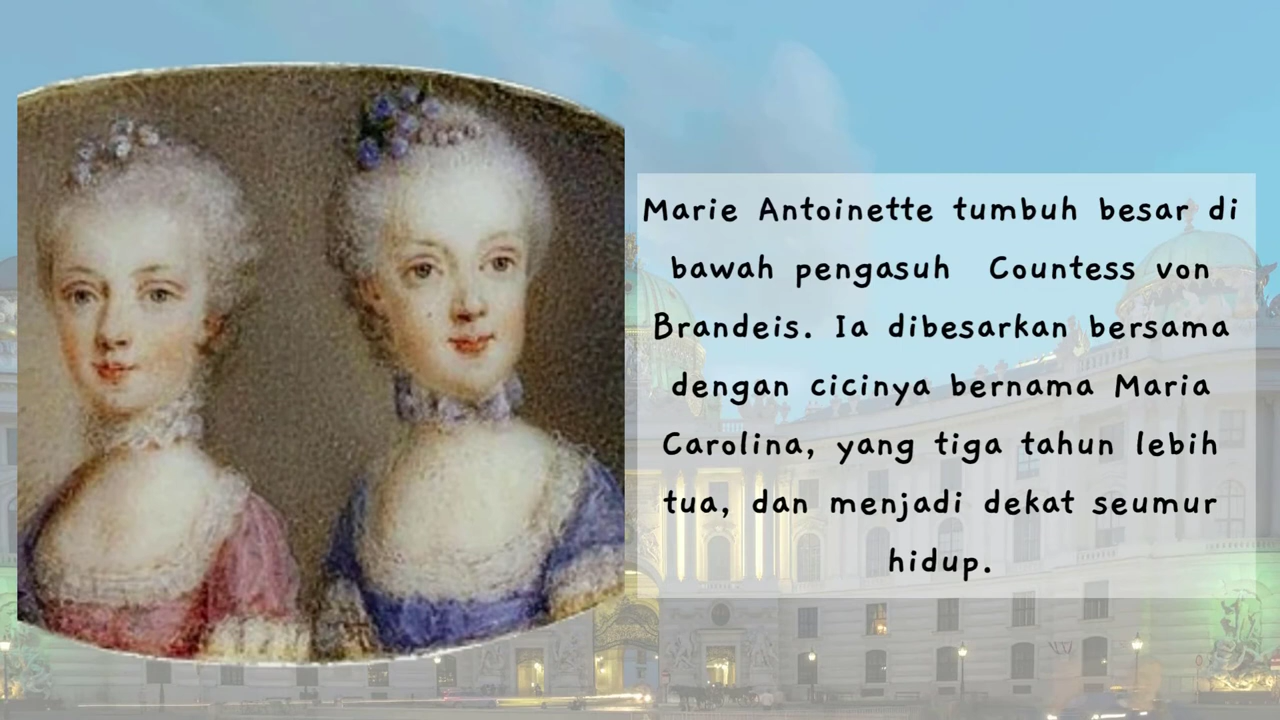 Marie Antoinette tumbuh besar di
bawah pengasuh Countess von
Brandeis. Ia dibesarkan bersama
dengan cicinya bernama Maria
Carolina, yang tiga tahun lebih
tua, dan menjadi dekat seumur
hidup.